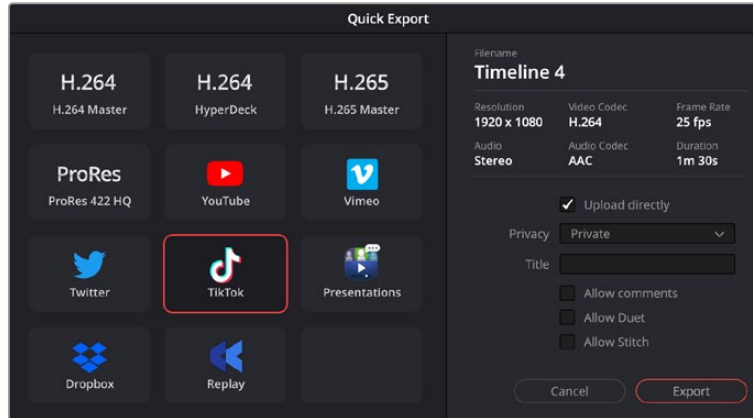 Quick Export
H.264
H.264 Master
H.264
HyperDeck
H.265
H.265 Master
ProRes
ProRes 422 HQ
YouTube
Vimeo
Twitter
TikTok
Presentations
Dropbox
Replay
Filename
Timeline 4
Resolution Video Codec Frame Rate
1920 x 1080 H.264 25 fps
Audio Audio Codec Duration
Stereo AAC 1m 30s
Upload directly
Privacy Private
Title
Allow comments
Allow Duet
Allow Stitch
Cancel Export